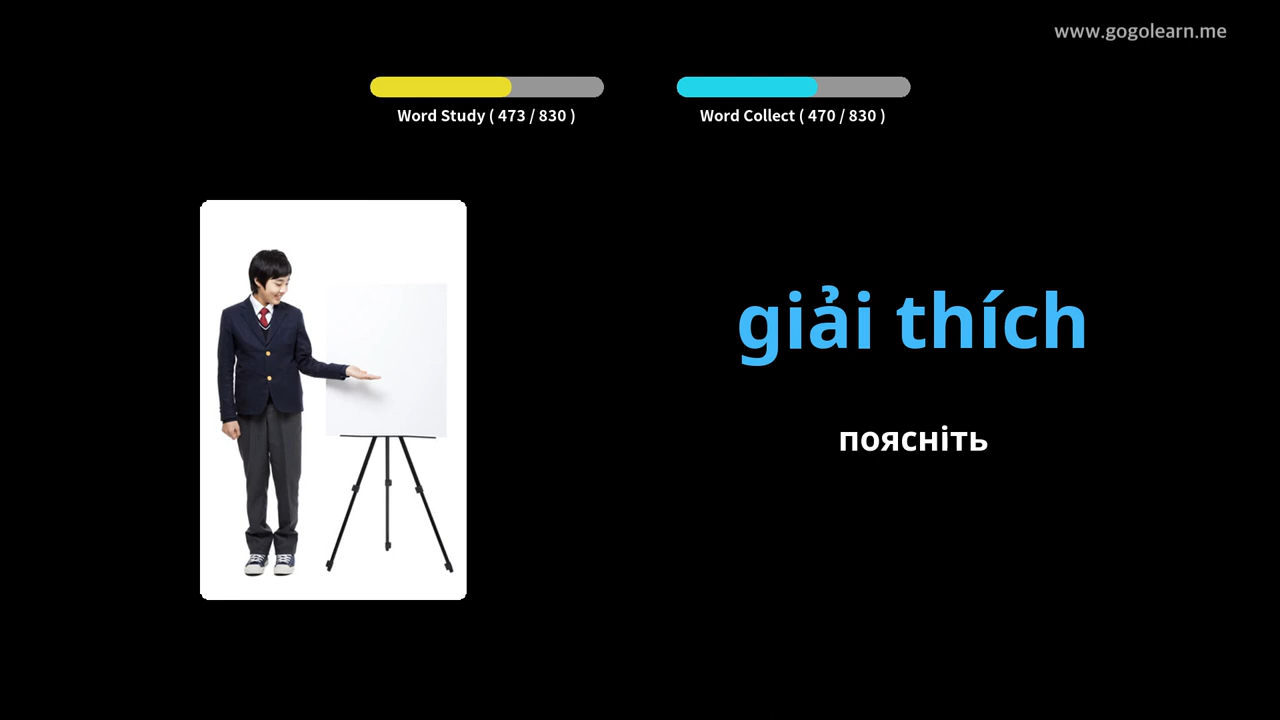 www.gogolearn.me
Word Study ( 473 / 830 )
Word Collect ( 470 / 830 )
giải thích
поясніть